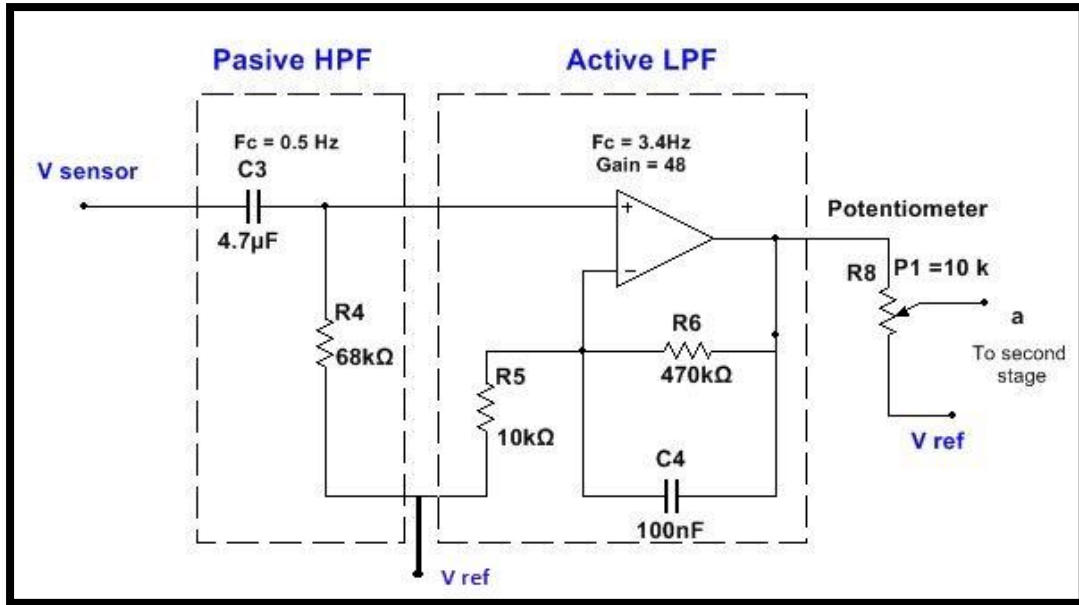 Pasive HPF
Active LPF
Fc = 0.5 Hz
C3
4.7µF
Fc = 3.4Hz
Gain = 48
V sensor
+
−
Potentiometer
R8
P1 =10 k
a
To second
stage
V ref
R4
68kΩ
R5
10kΩ
R6
470kΩ
C4
100nF
V ref